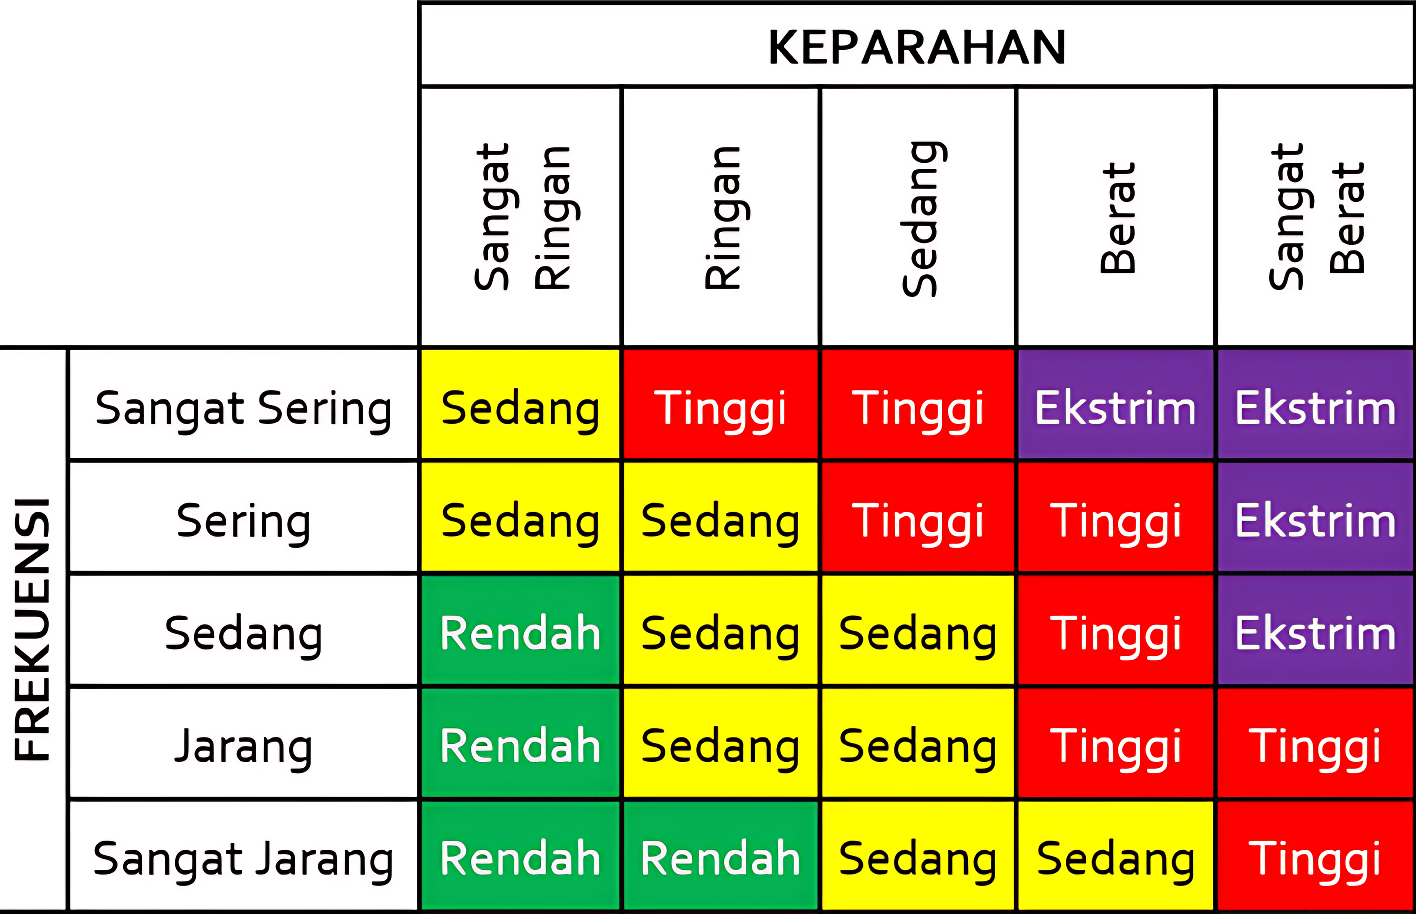 KEPARAHAN
Sangat
Ringan
Ringan
Sedang
Berat
Sangat
Berat
FREKUENSI
Sangat Sering Sedang Tinggi Tinggi Ekstrim Ekstrim
Sering Sedang Sedang Tinggi Tinggi Ekstrim
Sedang Rendah Sedang Sedang Tinggi Ekstrim
Jarang Rendah Sedang Sedang Tinggi Tinggi
Sangat Jarang Rendah Rendah Sedang Sedang Tinggi